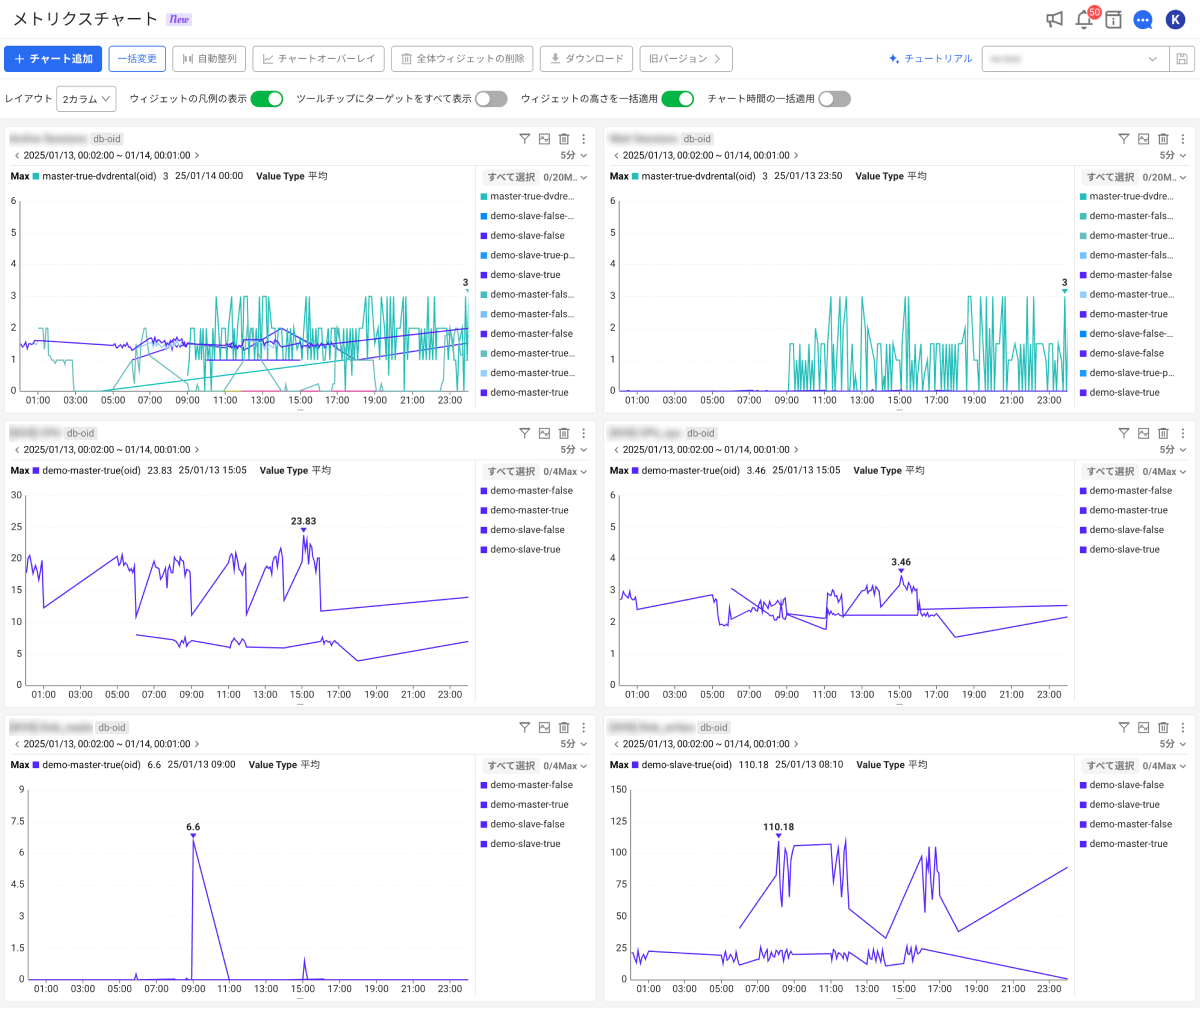 メトリクスチャート New
50
K
＋ チャート追加 一括変更 自動整列 チャートオーバーレイ 全体ウィジェットの削除 ダウンロード 旧バージョン チュートリアル
レイアウト 2カラム ウィジェットの凡例の表示 ツールチップにターゲットをすべて表示 ウィジェットの高さを一括適用 チャート時間の一括適用
db-oid
2025/01/13, 00:02:00 ~ 01/14, 00:01:00 5分
Max master-true-dvdrental(oid) 3 25/01/14 00:00 Value Type 平均
すべて選択 0/20M..
master-true-dvdre...
demo-slave-false-...
demo-slave-false
demo-slave-true-p...
demo-slave-true
demo-master-fals...
demo-master-fals...
demo-master-false
demo-master-true...
demo-master-true...
demo-master-true
6
5
4
3
2
1
0
3
01:00 03:00 05:00 07:00 09:00 11:00 13:00 15:00 17:00 19:00 21:00 23:00
db-oid
2025/01/13, 00:02:00 ~ 01/14, 00:01:00 5分
Max master-true-dvdrental(oid) 3 25/01/13 23:50 Value Type 平均
すべて選択 0/20M..
master-true-dvdre...
demo-master-fals...
demo-master-true...
demo-master-fals...
demo-master-false
demo-master-true...
demo-master-true
demo-slave-false-...
demo-slave-false
demo-slave-true-p...
demo-slave-true
6
5
4
3
2
1
0
3
01:00 03:00 05:00 07:00 09:00 11:00 13:00 15:00 17:00 19:00 21:00 23:00
db-oid
2025/01/13, 00:02:00 ~ 01/14, 00:01:00 5分
Max demo-master-true(oid) 23.83 25/01/13 15:05 Value Type 平均
すべて選択 0/4Max
demo-master-false
demo-master-true
demo-slave-false
demo-slave-true
30
25
20
15
10
5
0
23.83
01:00 03:00 05:00 07:00 09:00 11:00 13:00 15:00 17:00 19:00 21:00 23:00
db-oid
2025/01/13, 00:02:00 ~ 01/14, 00:01:00 5分
Max demo-master-true(oid) 3.46 25/01/13 15:05 Value Type 平均
すべて選択 0/4Max
demo-master-false
demo-master-true
demo-slave-false
demo-slave-true
6
5
4
3
2
1
0
3.46
01:00 03:00 05:00 07:00 09:00 11:00 13:00 15:00 17:00 19:00 21:00 23:00
db-oid
2025/01/13, 00:02:00 ~ 01/14, 00:01:00 5分
Max demo-master-true(oid) 6.6 25/01/13 09:00 Value Type 平均
すべて選択 0/4Max
demo-master-false
demo-master-true
demo-slave-false
demo-slave-true
9
7.5
6
4.5
3
1.5
0
6.6
01:00 03:00 05:00 07:00 09:00 11:00 13:00 15:00 17:00 19:00 21:00 23:00
db-oid
2025/01/13, 00:02:00 ~ 01/14, 00:01:00 5分
Max demo-slave-true(oid) 110.18 25/01/13 08:10 Value Type 平均
すべて選択 0/4Max
demo-slave-false
demo-slave-true
demo-master-false
demo-master-true
150
125
100
75
50
25
0
110.18
01:00 03:00 05:00 07:00 09:00 11:00 13:00 15:00 17:00 19:00 21:00 23:00